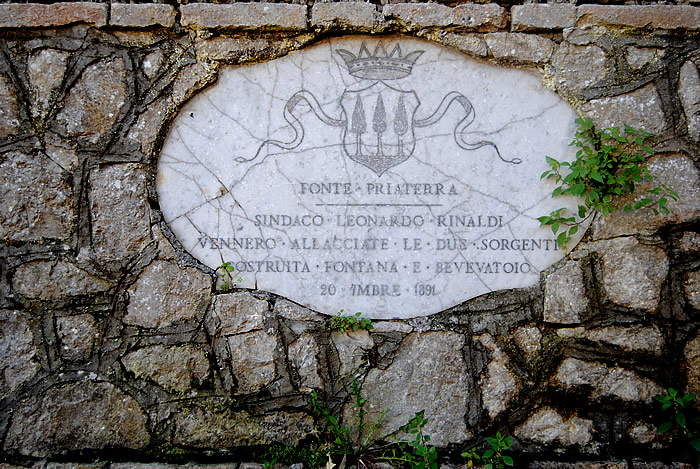 FONTE · PRIATERRA
SINDACO · LEONARDO · RINALDI
VENNERO · ALLACCIATE · LE · DUE · SORGENTI
COSTRUITA · FONTANA · E · BEVEVATOIO
20 · 7MBRE · 1891